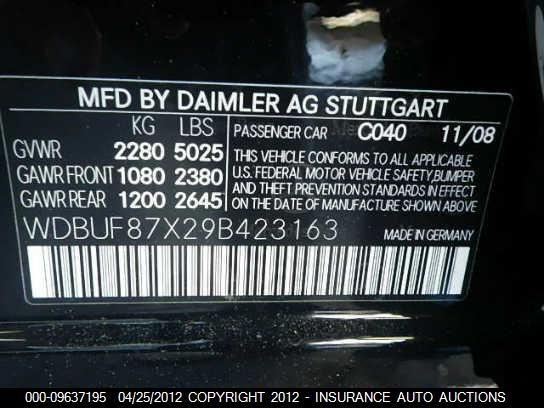 MFD BY DAIMLER AG STUTTGART
KG LBS
GVWR 2280 5025
GAWR FRONT 1080 2380
GAWR REAR 1200 2645
PASSENGER CAR C040 11/08
THIS VEHICLE CONFORMS TO ALL APPLICABLE
U.S. FEDERAL MOTOR VEHICLE SAFETY,BUMPER
AND THEFT PREVENTION STANDARDS IN EFFECT
ON THE DATE OF MANUFACTURE SHOWN ABOVE.
WDBUF87X29B423163 MADE IN GERMANY
000-09637195 04/25/2012 COPYRIGHT 2012 - INSURANCE AUTO AUCTIONS